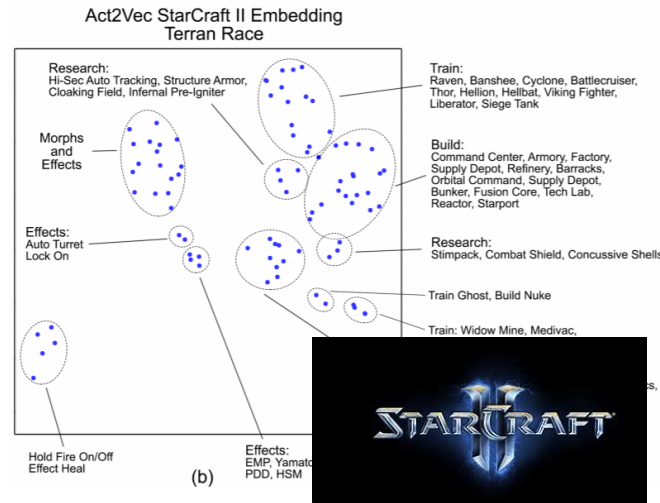 Act2Vec StarCraft II Embedding
Terran Race
Research:
Hi-Sec Auto Tracking, Structure Armor,
Cloaking Field, Infernal Pre-Igniter
Train:
Raven, Banshee, Cyclone, Battlecruiser,
Thor, Hellion, Hellbat, Viking Fighter,
Liberator, Siege Tank
Morphs
and
Effects
Build:
Command Center, Armory, Factory,
Supply Depot, Refinery, Barracks,
Orbital Command, Supply Depot,
Bunker, Fusion Core, Tech Lab,
Reactor, Starport
Effects:
Auto Turret
Lock On
Research:
Stimpack, Combat Shield, Concussive Shells
Train Ghost, Build Nuke
Train: Widow Mine, Medivac,
cs,
STARCRAFT
II
Hold Fire On/Off
Effect Heal
(b)
Effects:
EMP, Yamato
PDD, HSM